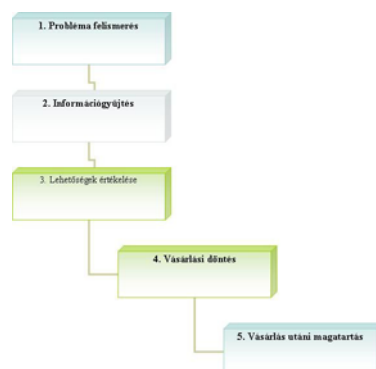 1. Probléma felismerés
2. Információgyűjtés
3. Lehetőségek értékelése
4. Vásárlási döntés
5. Vásárlás utáni magatartás